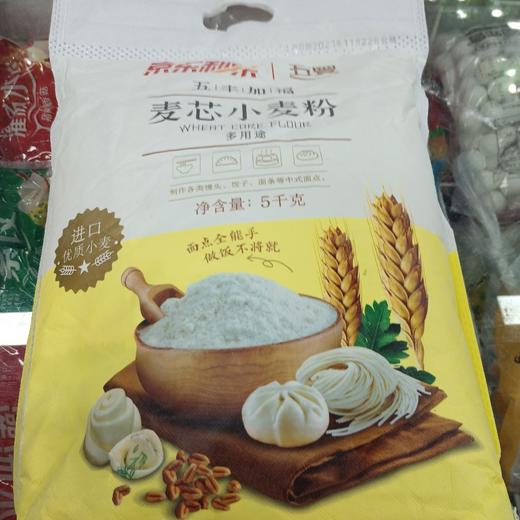 京东秒杀 五豐
五丰加福
麦芯小麦粉
WHEAT CORE FLOUR
多用途
制作各类馒头、饺子、面条等中式面点。
净含量：5千克
进口
优质小麦
面点全能手
做饭不将就